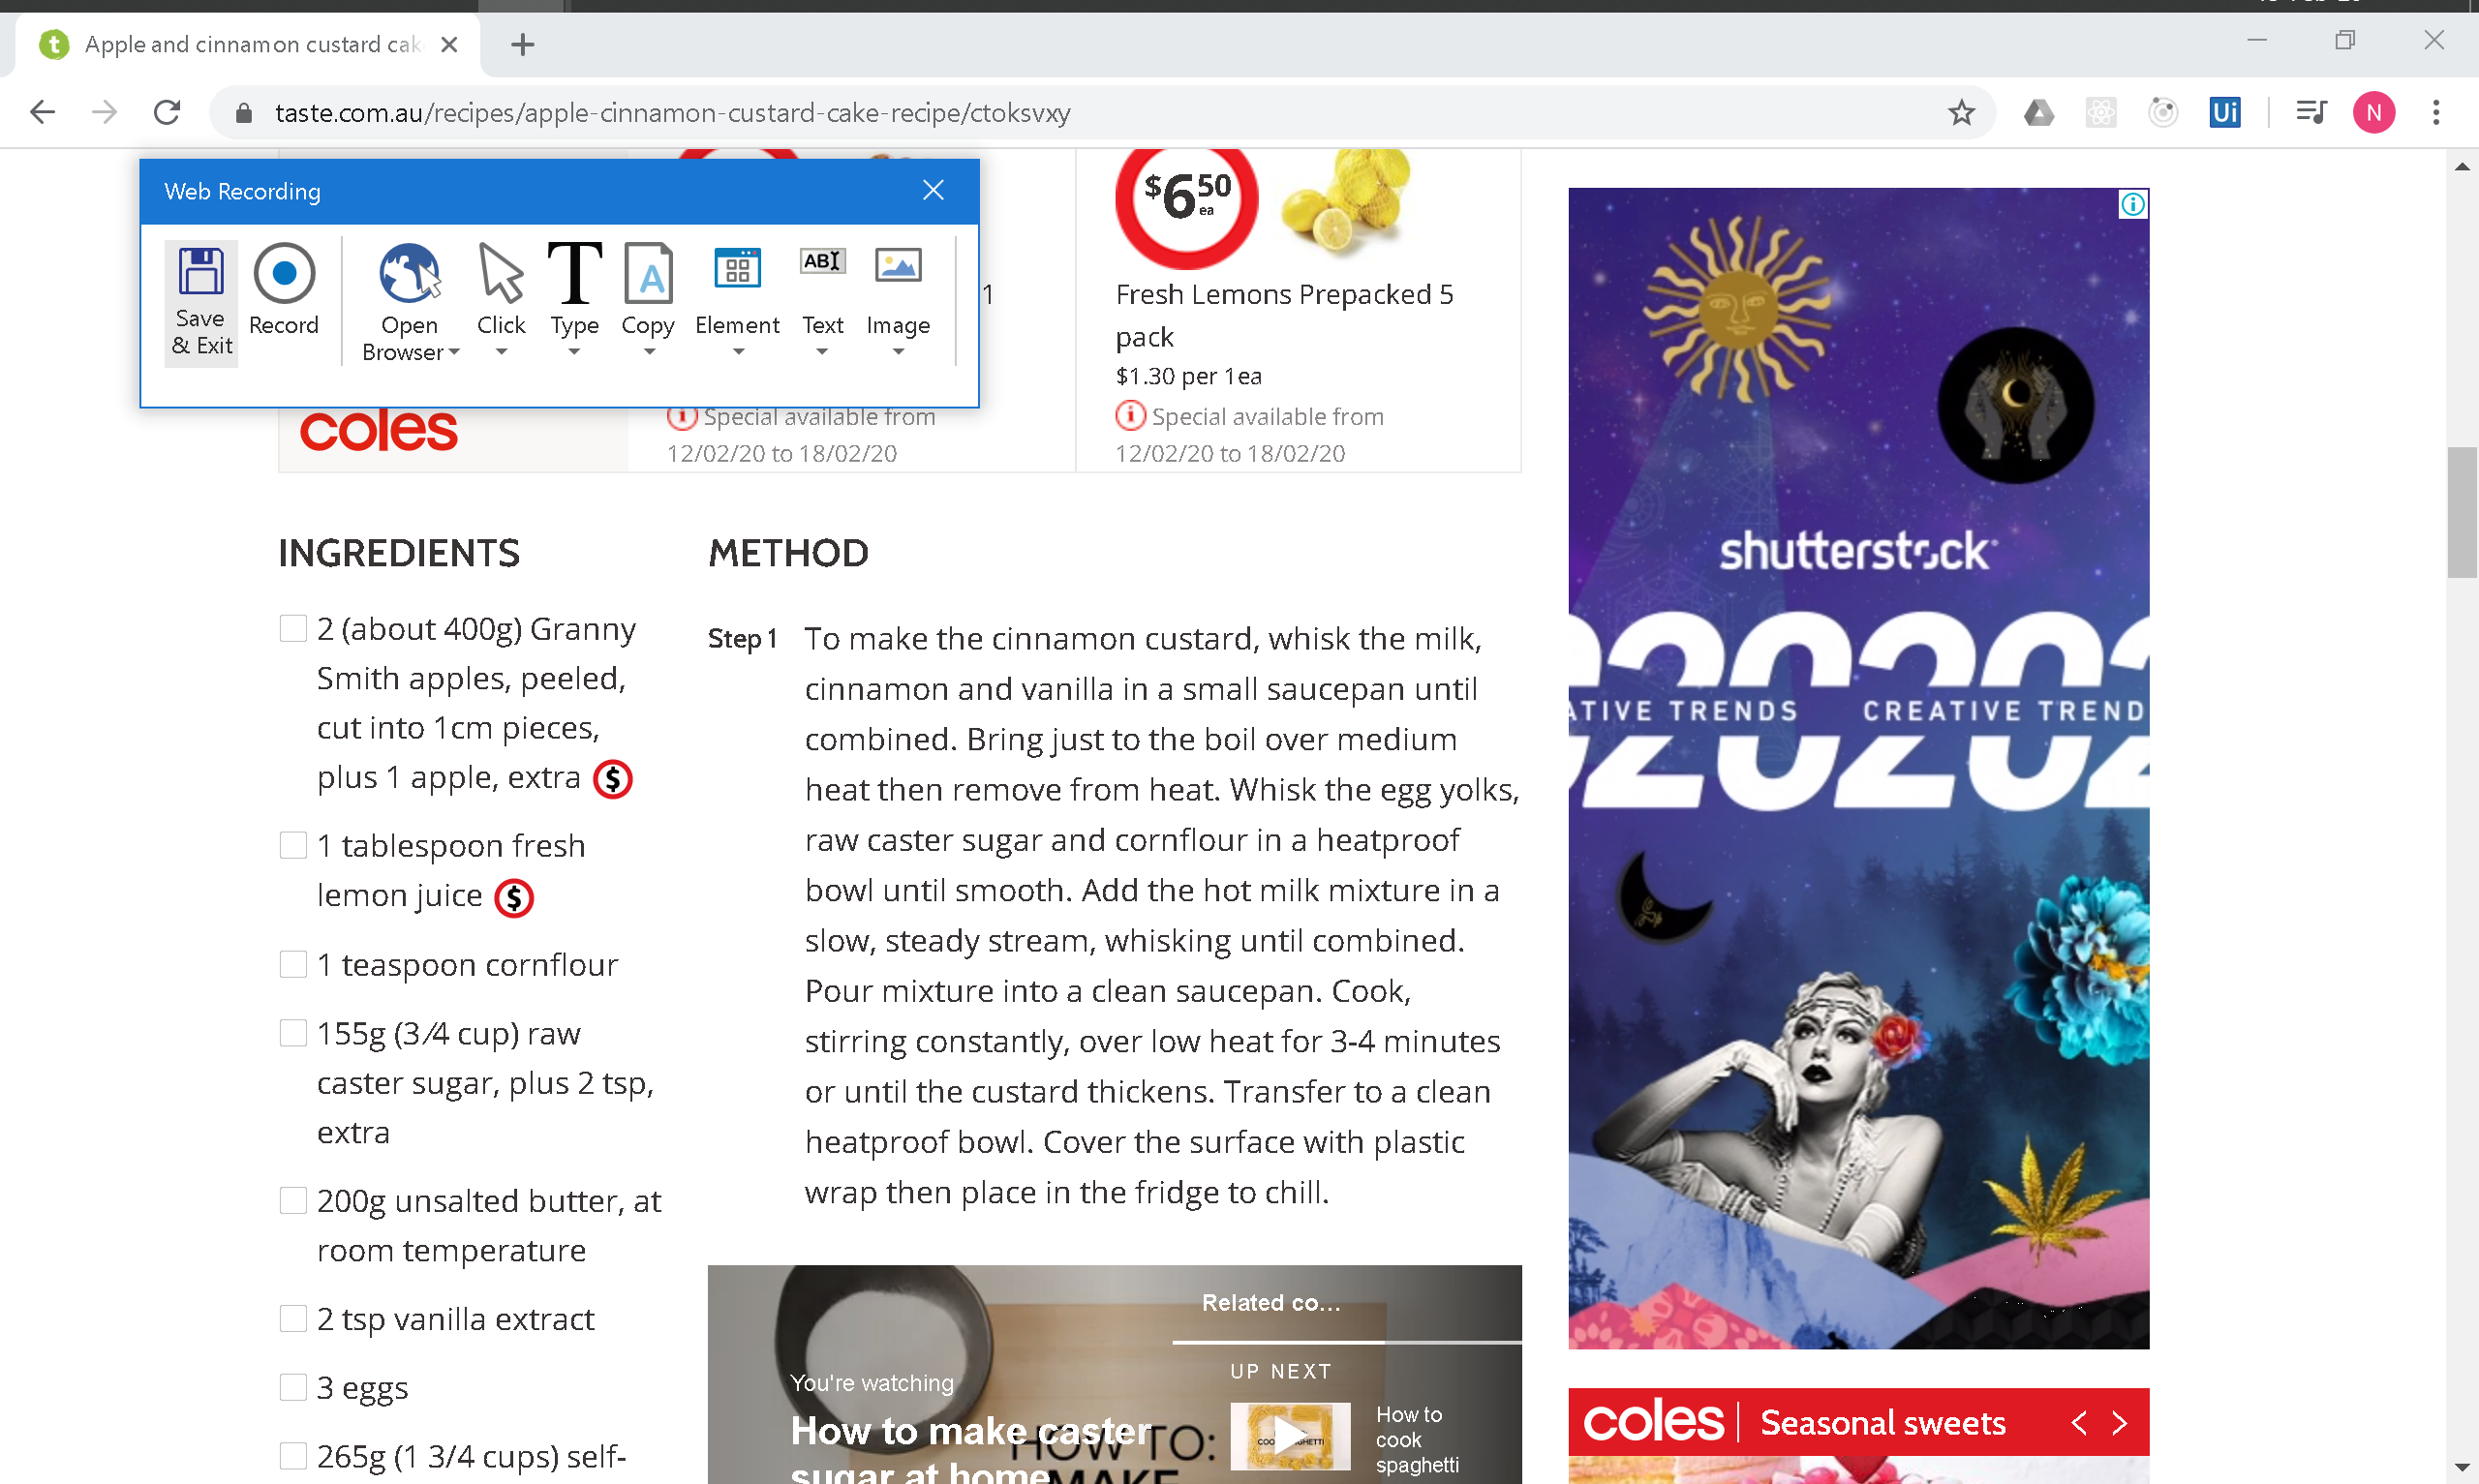 Apple and cinnamon custard cak
taste.com.au/recipes/apple-cinnamon-custard-cake-recipe/ctoksvxy
Ui
N
Web Recording
Save & Exit
Record
Open Browser
Click
Type
Copy
Element
Text
Image
A
ABI
T
1
$6 50 ea
Fresh Lemons Prepacked 5
pack
$1.30 per 1ea
Special available from
12/02/20 to 18/02/20
coles
Special available from
12/02/20 to 18/02/20
INGREDIENTS
2 (about 400g) Granny
Smith apples, peeled,
cut into 1cm pieces,
plus 1 apple, extra $
1 tablespoon fresh
lemon juice $
1 teaspoon cornflour
155g (3/4 cup) raw
caster sugar, plus 2 tsp,
extra
200g unsalted butter, at
room temperature
2 tsp vanilla extract
3 eggs
265g (1 3/4 cups) self-
METHOD
Step 1
To make the cinnamon custard, whisk the milk,
cinnamon and vanilla in a small saucepan until
combined. Bring just to the boil over medium
heat then remove from heat. Whisk the egg yolks,
raw caster sugar and cornflour in a heatproof
bowl until smooth. Add the hot milk mixture in a
slow, steady stream, whisking until combined.
Pour mixture into a clean saucepan. Cook,
stirring constantly, over low heat for 3-4 minutes
or until the custard thickens. Transfer to a clean
heatproof bowl. Cover the surface with plastic
wrap then place in the fridge to chill.
Related co...
UP NEXT
You're watching
How to make caster
sugar at home
HOW TO:
MAKE
How to
cook
spaghetti
shutterstock
2020
ATIVE TRENDS CREATIVE TREND
coles | Seasonal sweets